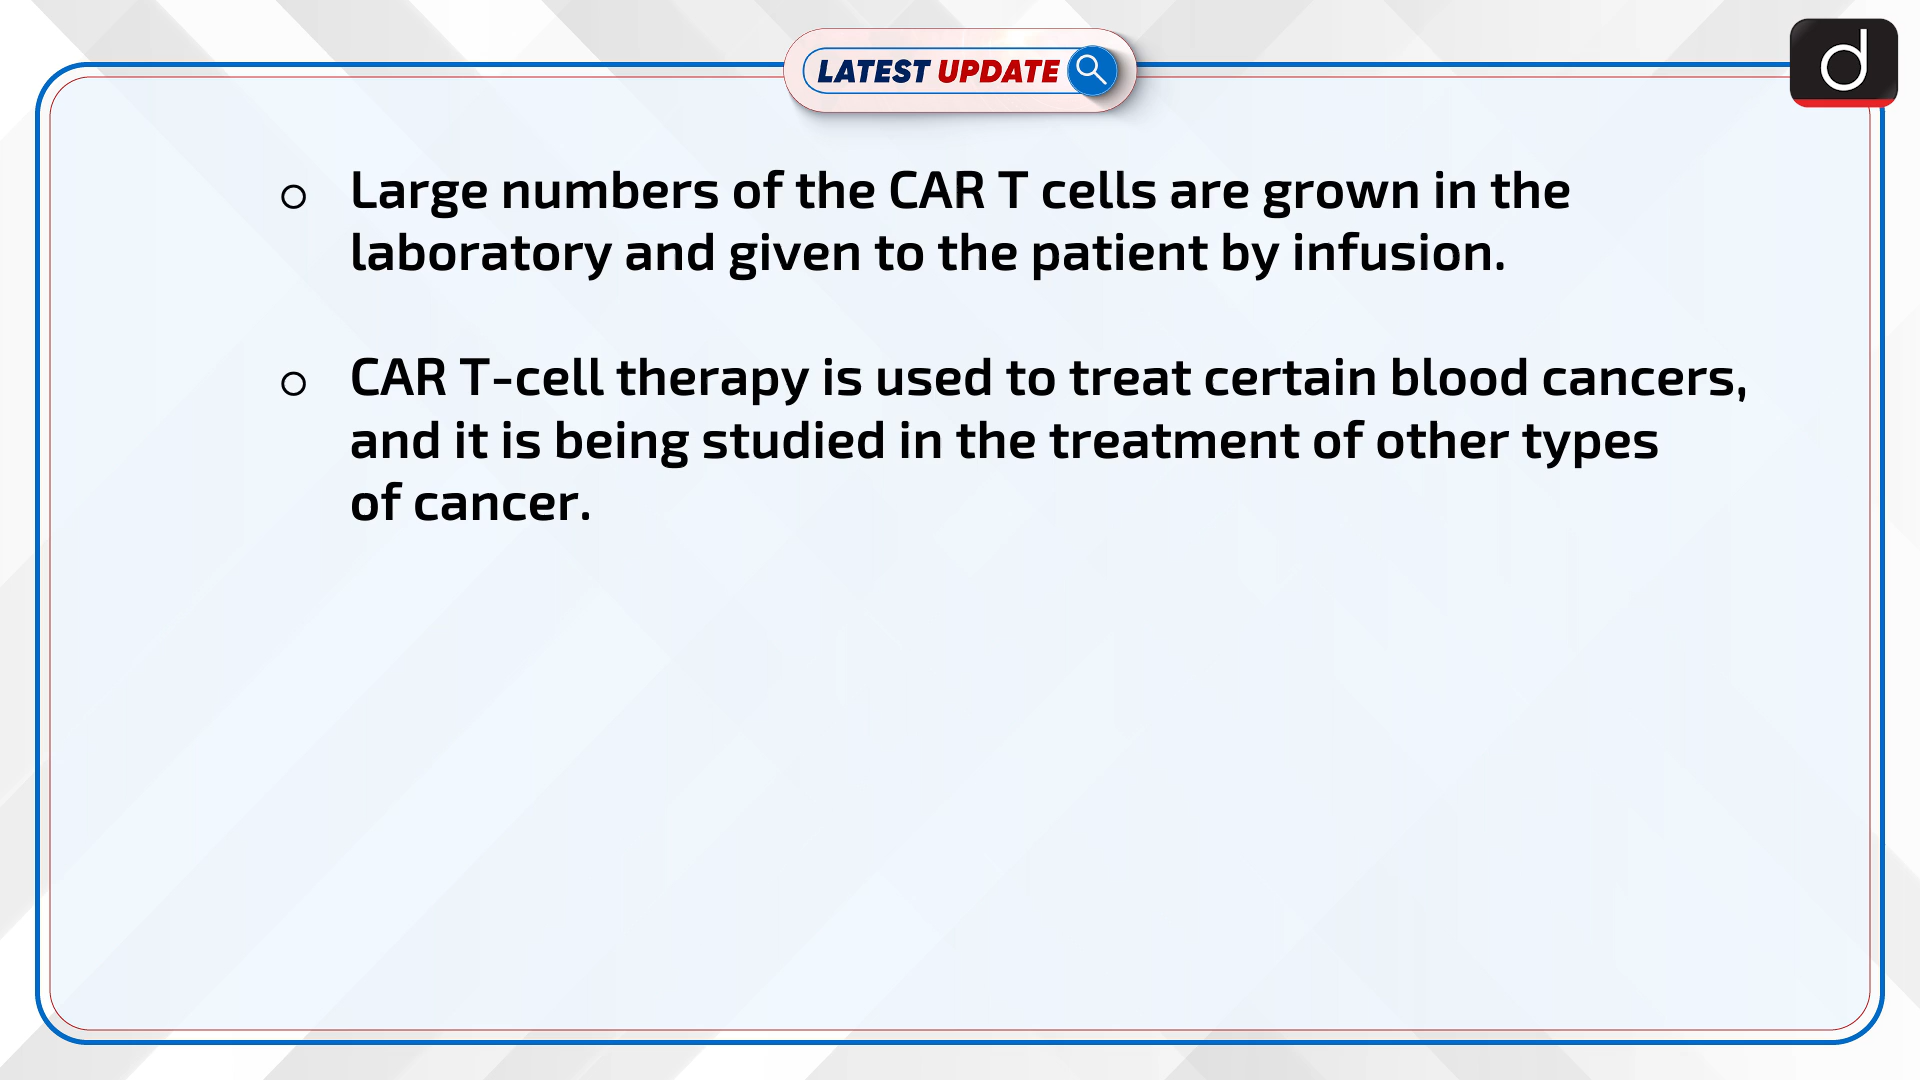 LATEST UPDATE
d
○ Large numbers of the CAR T cells are grown in the
laboratory and given to the patient by infusion.
○ CAR T-cell therapy is used to treat certain blood cancers,
and it is being studied in the treatment of other types
of cancer.